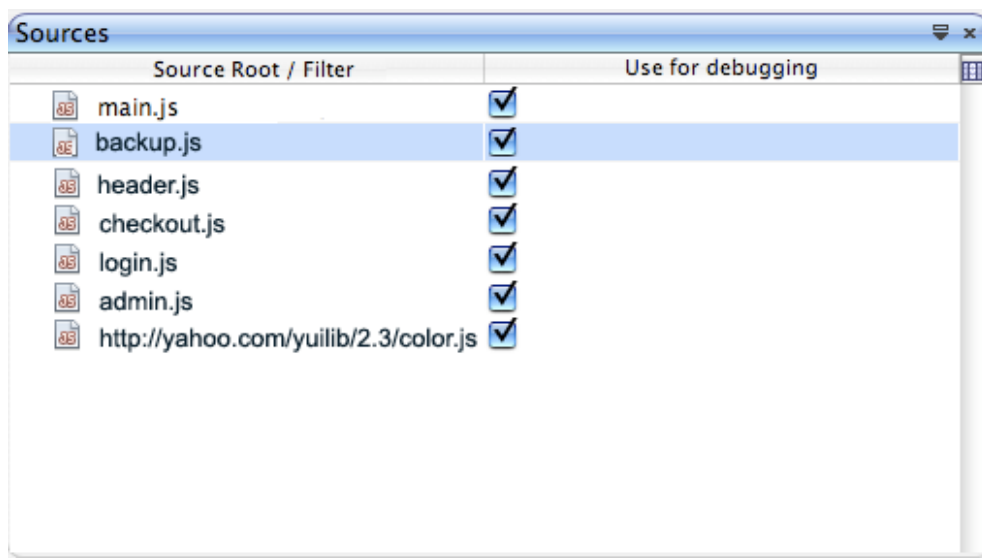 Sources
Source Root / Filter Use for debugging
main.js
backup.js
header.js
checkout.js
login.js
admin.js
http://yahoo.com/yuilib/2.3/color.js